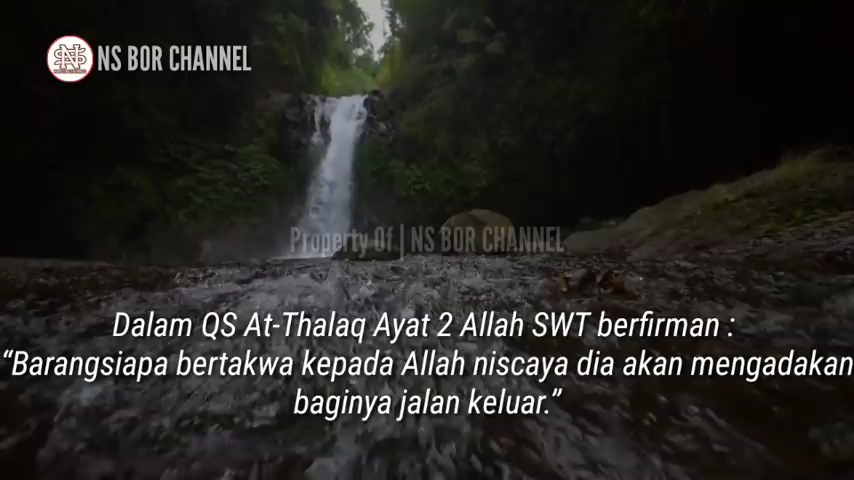 NS BOR CHANNEL
Property Of | NS BOR CHANNEL
Dalam QS At-Thalaq Ayat 2 Allah SWT berfirman :
“Barangsiapa bertakwa kepada Allah niscaya dia akan mengadakan
baginya jalan keluar.”